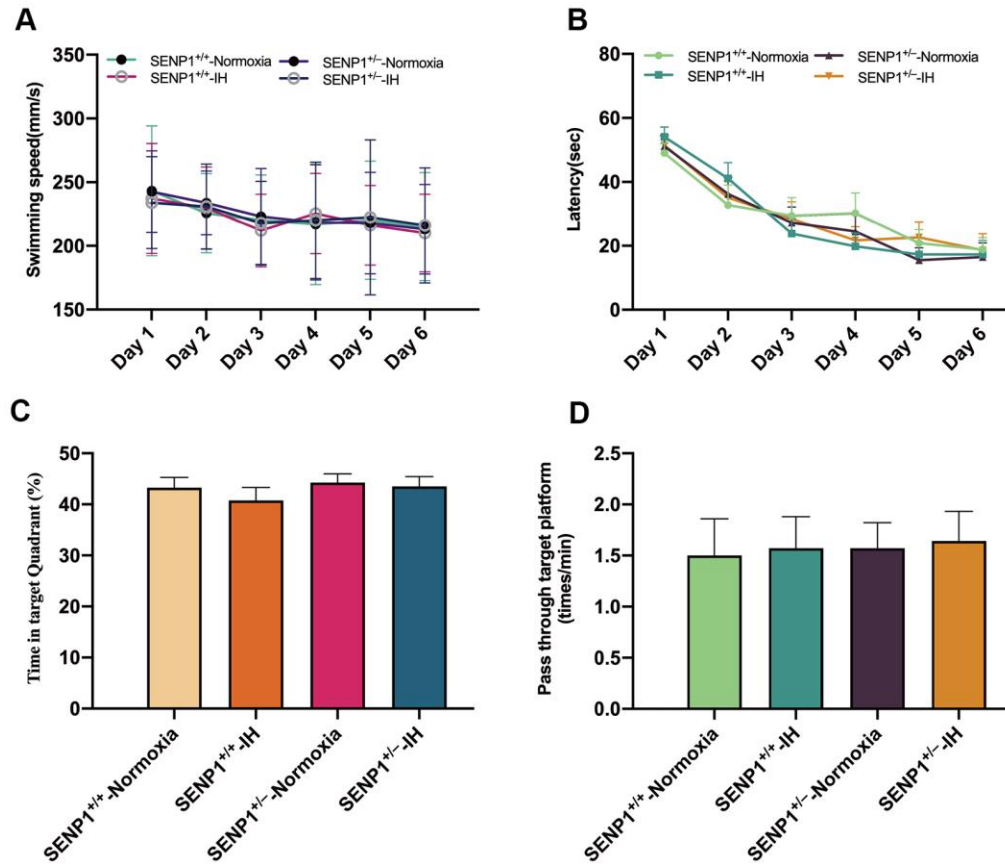 A
Swimming speed(mm/s)
350
300
250
200
150
SENP1+/+-Normoxia
SENP1+/--Normoxia
SENP1+/+-IH
SENP1+/--IH
Day 1
Day 2
Day 3
Day 4
Day 5
Day 6
B
Latency(sec)
80
60
40
20
0
SENP1+/+-Normoxia
SENP1+/--Normoxia
SENP1+/+-IH
SENP1+/--IH
Day 1
Day 2
Day 3
Day 4
Day 5
Day 6
C
Time in target Quadrant (%)
50
40
30
20
10
0
SENP1+/+-Normoxia
SENP1+/+-IH
SENP1+/--Normoxia
SENP1+/--IH
D
Pass through target platform
(times/min)
2.5
2.0
1.5
1.0
0.5
0.0
SENP1+/+-Normoxia
SENP1+/+-IH
SENP1+/--Normoxia
SENP1+/--IH